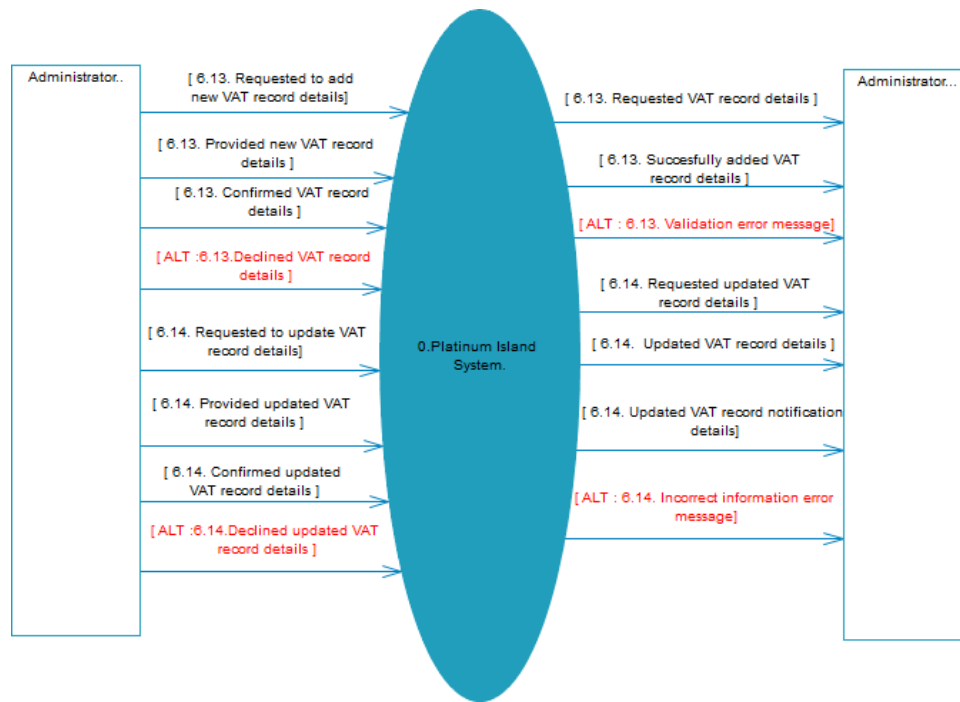 Administrator..
[ 6.13. Requested to add
new VAT record details]
[ 6.13. Provided new VAT record
details ]
[ 6.13. Confirmed VAT record
details ]
[ ALT :6.13.Declined VAT record
details ]
[ 6.14. Requested to update VAT
record details]
[ 6.14. Provided updated VAT
record details ]
[ 6.14. Confirmed updated
VAT record details ]
[ ALT :6.14.Declined updated VAT
record details ]
0.Platinum Island
System.
Administrator...
[ 6.13. Requested VAT record details ]
[ 6.13. Succesfully added VAT
record details ]
[ ALT : 6.13. Validation error message]
[ 6.14. Requested updated VAT
record details ]
[ 6.14. Updated VAT record details ]
[ 6.14. Updated VAT record notification
details]
[ ALT : 6.14. Incorrect information error
message]